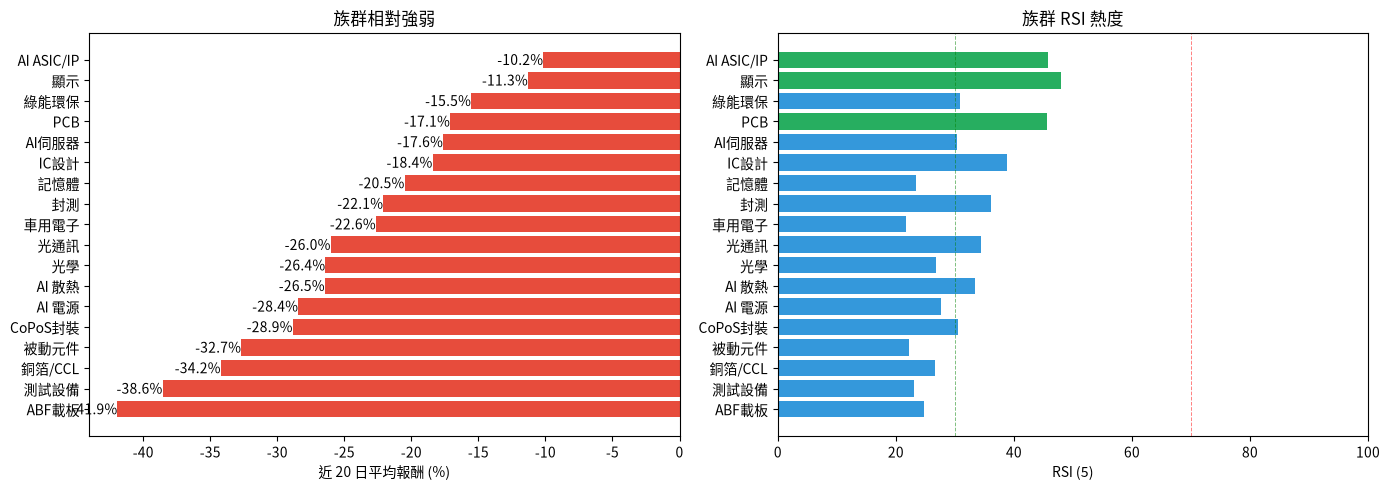 族群相對強弱
AI ASIC/IP
-10.2%
顯示
-11.3%
綠能環保
-15.5%
PCB
-17.1%
AI伺服器
-17.6%
IC設計
-18.4%
記憶體
-20.5%
封測
-22.1%
車用電子
-22.6%
光通訊
-26.0%
光學
-26.4%
AI 散熱
-26.5%
AI 電源
-28.4%
CoPoS封裝
-28.9%
被動元件
-32.7%
銅箔/CCL
-34.2%
測試設備
-38.6%
ABF載板
-41.9%
-40 -35 -30 -25 -20 -15 -10 -5 0
近 20 日平均報酬 (%)
族群 RSI 熱度
AI ASIC/IP
顯示
綠能環保
PCB
AI伺服器
IC設計
記憶體
封測
車用電子
光通訊
光學
AI 散熱
AI 電源
CoPoS封裝
被動元件
銅箔/CCL
測試設備
ABF載板
0 20 40 60 80 100
RSI (5)